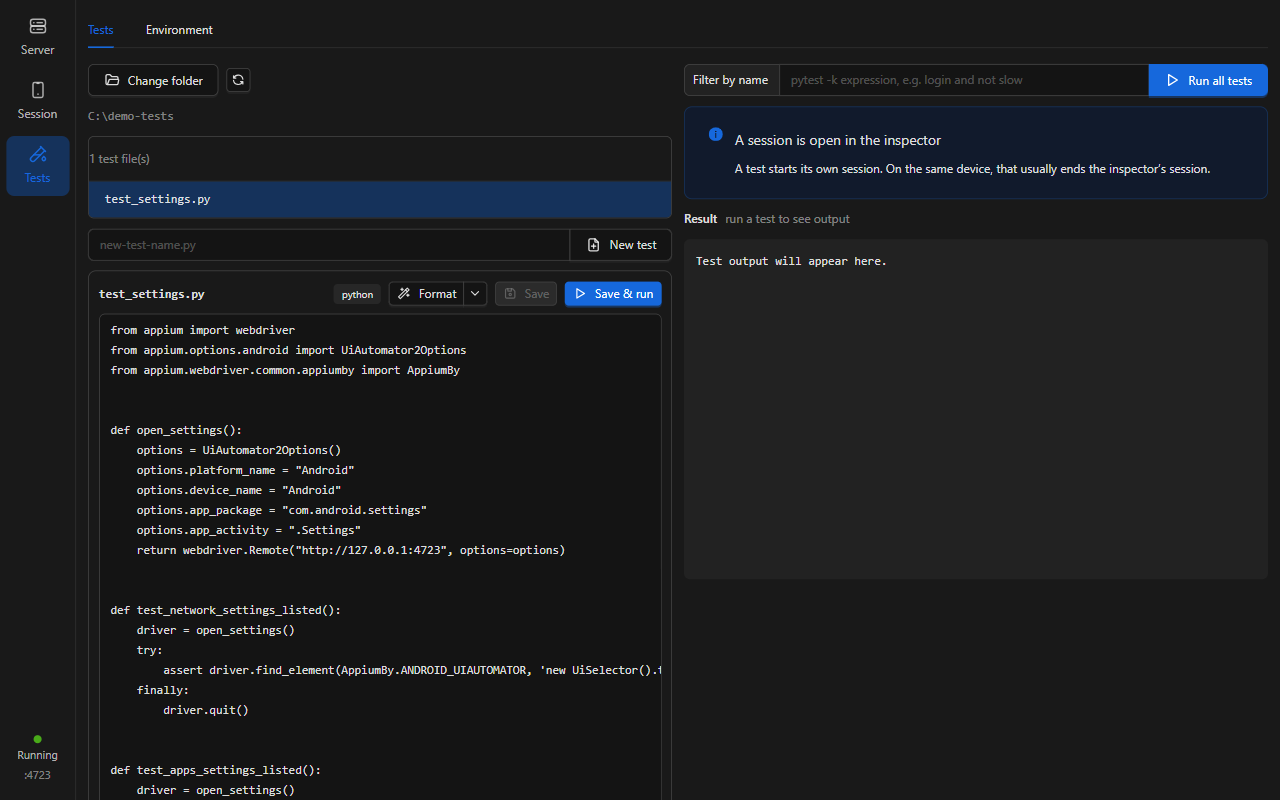 Server
Session
Tests
Running
:4723
Tests
Environment
Change folder
C:\demo-tests
1 test file(s)
test_settings.py
new-test-name.py
New test
test_settings.py
python
Format
Save
Save & run
from appium import webdriver
from appium.options.android import UiAutomator2Options
from appium.webdriver.common.appiumby import AppiumBy
def open_settings():
    options = UiAutomator2Options()
    options.platform_name = "Android"
    options.device_name = "Android"
    options.app_package = "com.android.settings"
    options.app_activity = ".Settings"
    return webdriver.Remote("http://127.0.0.1:4723", options=options)
def test_network_settings_listed():
    driver = open_settings()
    try:
        assert driver.find_element(AppiumBy.ANDROID_UIAUTOMATOR, 'new UiSelector().t
    finally:
        driver.quit()
def test_apps_settings_listed():
    driver = open_settings()
Filter by name
pytest -k expression, e.g. login and not slow
Run all tests
A session is open in the inspector
A test starts its own session. On the same device, that usually ends the inspector's session.
Result run a test to see output
Test output will appear here.